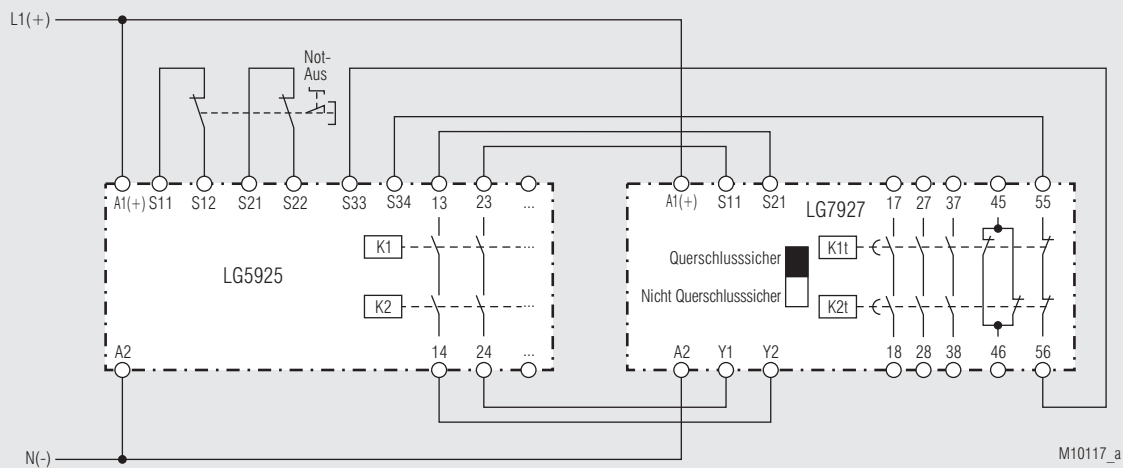 L1(+)
Not-
Aus
A1(+) S11 S12 S21 S22 S33 S34 13 23 ...
A1(+) S11 S21 LG7927 17 27 37 45 55
K1 ...
Querschlusssicher K1t
LG5925
Nicht Querschlusssicher K2t
K2 ...
A2 14 24 ...
A2 Y1 Y2 18 28 38 46 56
N(-)
M10117_a